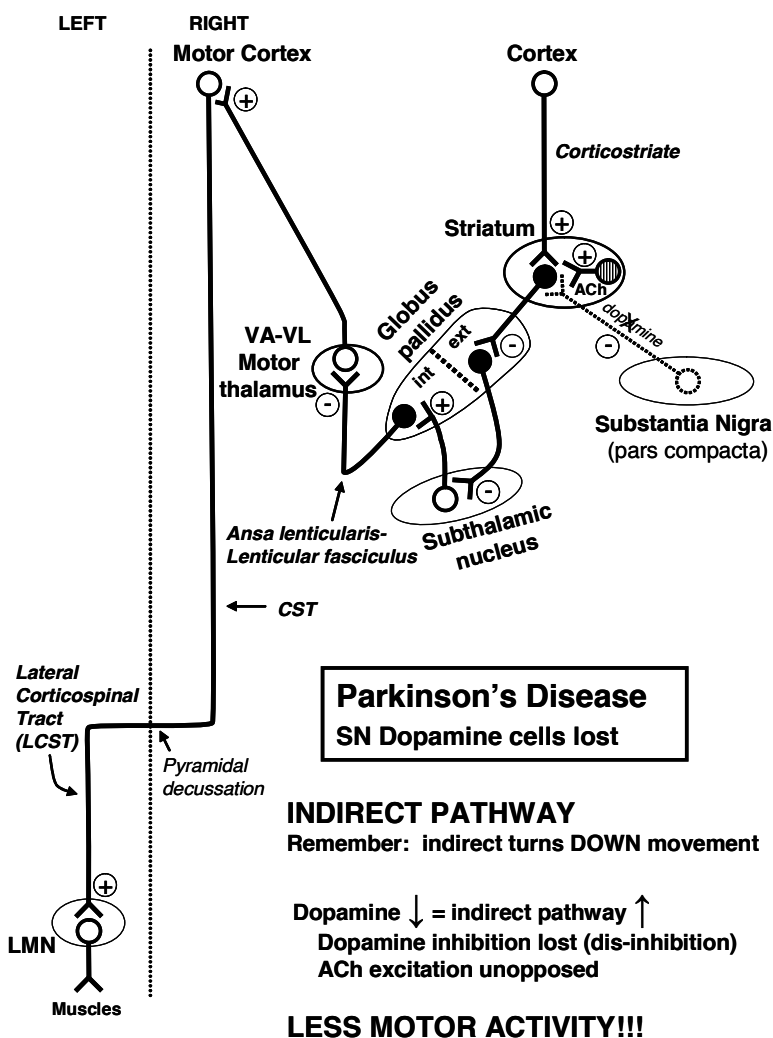 LEFT
RIGHT
Motor Cortex
Cortex
+
Corticostriate
Striatum
+
+
ACh
dopamine
-
Globus
pallidus
ext
int
-
+
VA-VL
Motor
thalamus
-
Substantia Nigra
(pars compacta)
-
Subthalamic
nucleus
Ansa lenticularis-
Lenticular fasciculus
CST
Lateral
Corticospinal
Tract
(LCST)
Pyramidal
decussation
Parkinson's Disease
SN Dopamine cells lost
INDIRECT PATHWAY
Remember: indirect turns DOWN movement
Dopamine ↓ = indirect pathway ↑
Dopamine inhibition lost (dis-inhibition)
ACh excitation unopposed
+
LMN
Muscles
LESS MOTOR ACTIVITY!!!